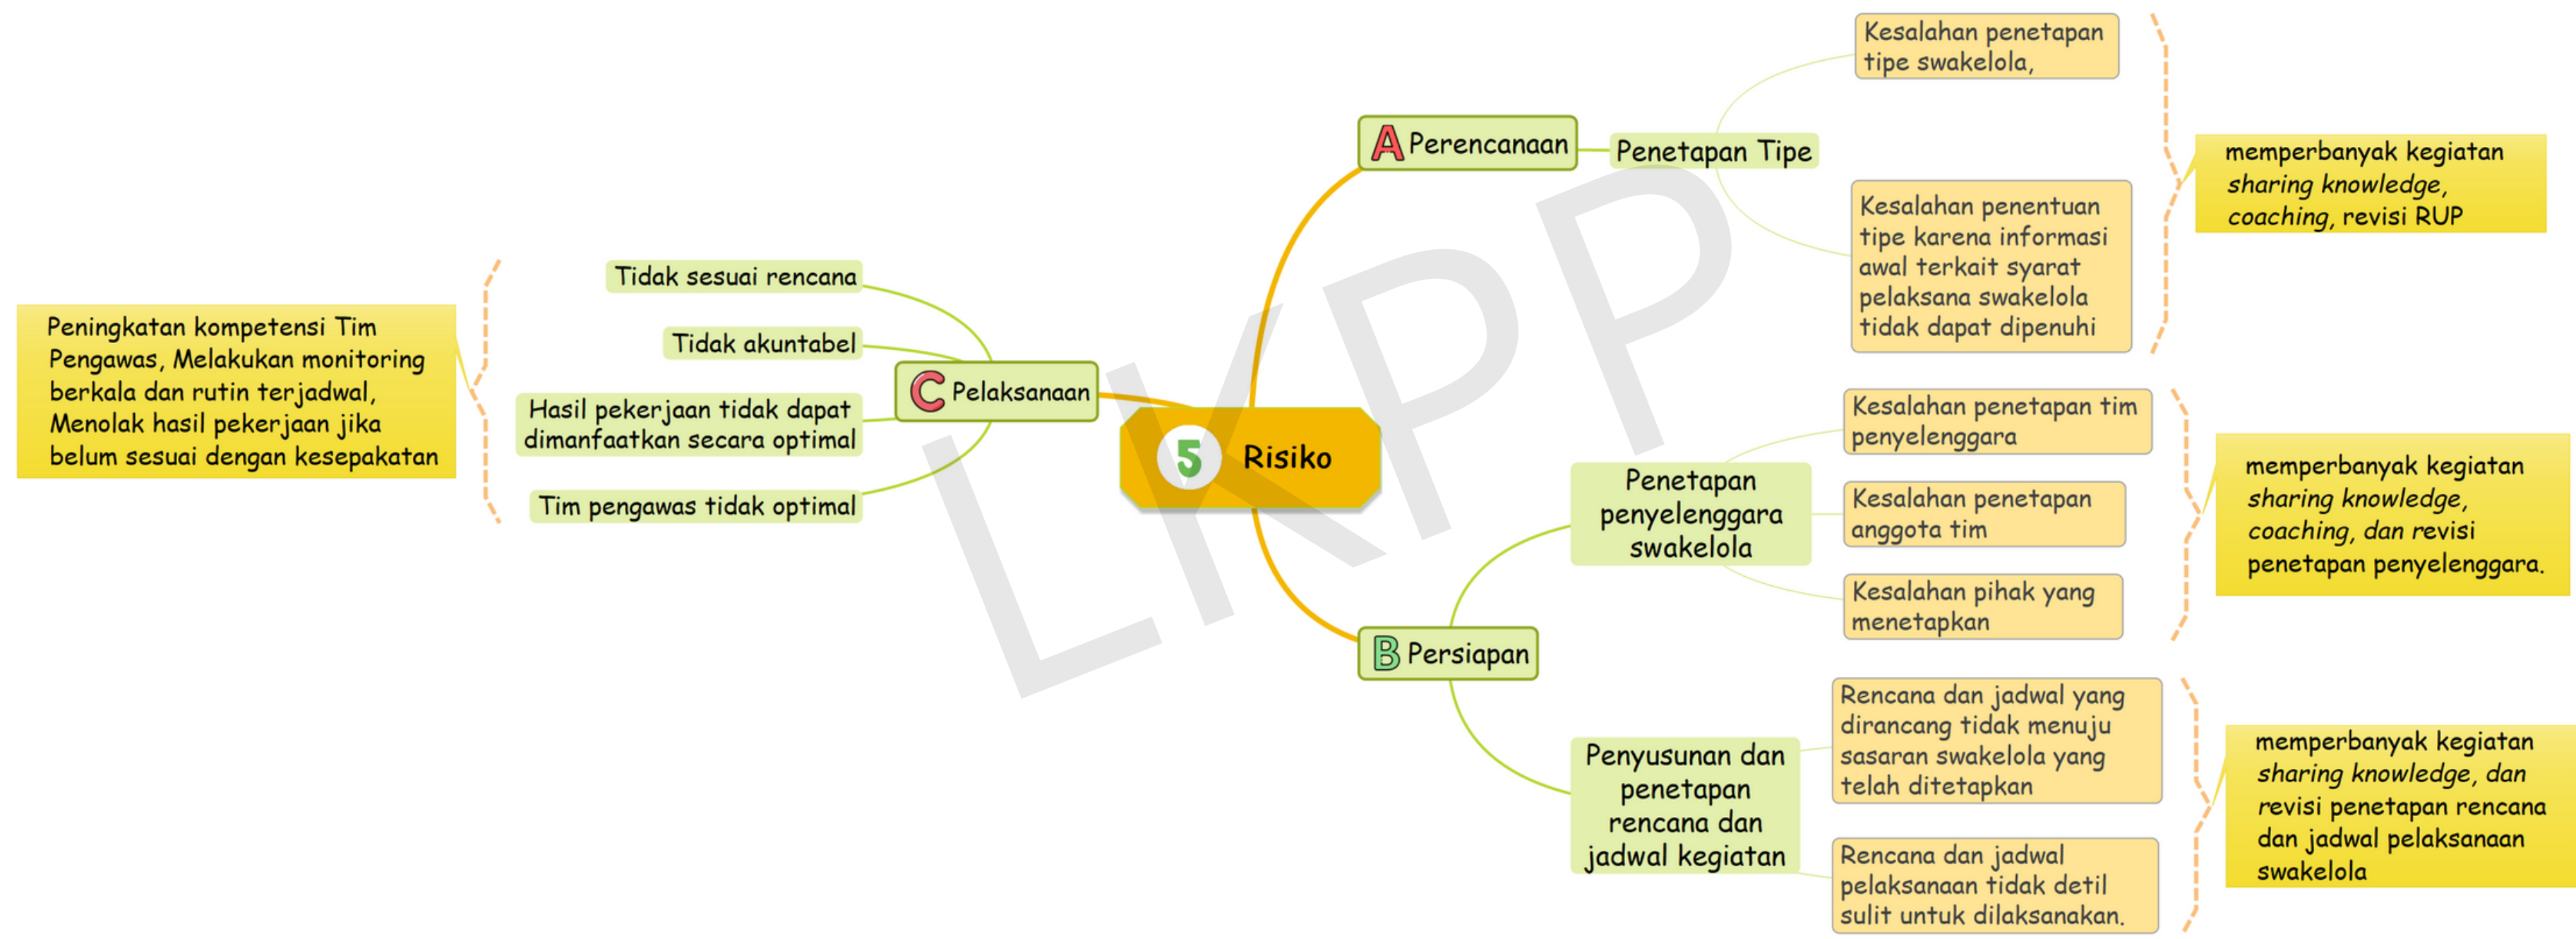 5 Risiko
A Perencanaan
Penetapan Tipe
Kesalahan penetapan
tipe swakelola,
Kesalahan penentuan
tipe karena informasi
awal terkait syarat
pelaksana swakelola
tidak dapat dipenuhi
memperbanyak kegiatan
sharing knowledge,
coaching, revisi RUP
B Persiapan
Penetapan
penyelenggara
swakelola
Kesalahan penetapan tim
penyelenggara
Kesalahan penetapan
anggota tim
Kesalahan pihak yang
menetapkan
memperbanyak kegiatan
sharing knowledge,
coaching, dan revisi
penetapan penyelenggara.
Penyusunan dan
penetapan
rencana dan
jadwal kegiatan
Rencana dan jadwal yang
dirancang tidak menuju
sasaran swakelola yang
telah ditetapkan
Rencana dan jadwal
pelaksanaan tidak detil
sulit untuk dilaksanakan.
memperbanyak kegiatan
sharing knowledge, dan
revisi penetapan rencana
dan jadwal pelaksanaan
swakelola
C Pelaksanaan
Tidak sesuai rencana
Tidak akuntabel
Hasil pekerjaan tidak dapat
dimanfaatkan secara optimal
Tim pengawas tidak optimal
Peningkatan kompetensi Tim
Pengawas, Melakukan monitoring
berkala dan rutin terjadwal,
Menolak hasil pekerjaan jika
belum sesuai dengan kesepakatan
LKPP